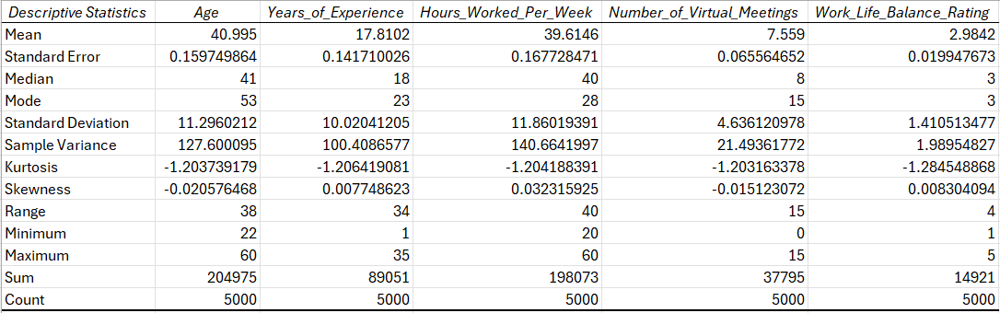 Descriptive Statistics Age Years_of_Experience Hours_Worked_Per_Week Number_of_Virtual_Meetings Work_Life_Balance_Rating
Mean 40.995 17.8102 39.6146 7.559 2.9842
Standard Error 0.159749864 0.141710026 0.167728471 0.065564652 0.019947673
Median 41 18 40 8 3
Mode 53 23 28 15 3
Standard Deviation 11.2960212 10.02041205 11.86019391 4.636120978 1.410513477
Sample Variance 127.600095 100.4086577 140.6641997 21.49361772 1.98954827
Kurtosis -1.203739179 -1.206419081 -1.204188391 -1.203163378 -1.284548868
Skewness -0.020576468 0.007748623 0.032315925 -0.015123072 0.008304094
Range 38 34 40 15 4
Minimum 22 1 20 0 1
Maximum 60 35 60 15 5
Sum 204975 89051 198073 37795 14921
Count 5000 5000 5000 5000 5000